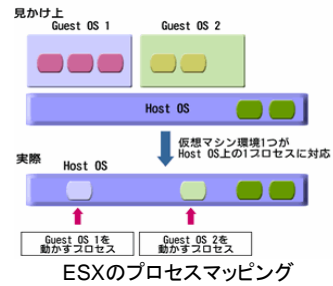 見かけ上
Guest OS 1
Guest OS 2
Host OS
仮想マシン環境1つが
Host OS上の1プロセスに対応
実際
Host OS
Guest OS 1を
動かすプロセス
Guest OS 2を
動かすプロセス
ESXのプロセスマッピング